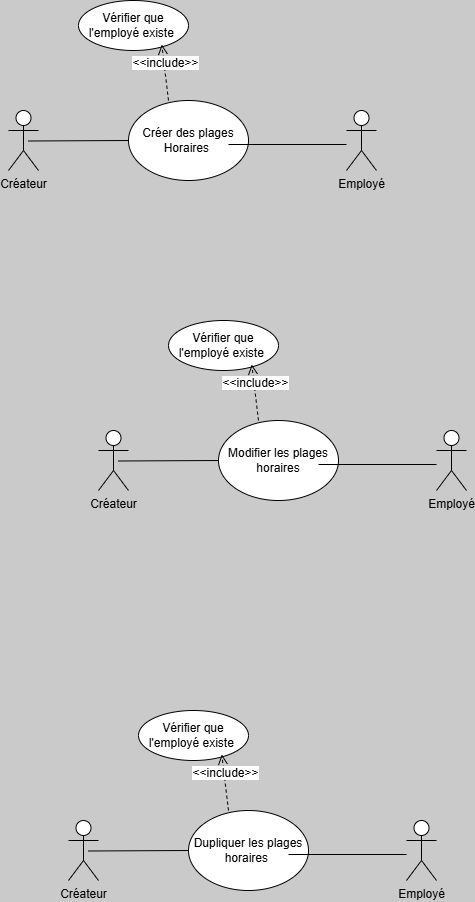 Vérifier que
l'employé existe
<<include>>
Créer des plages
Horaires
Créateur
Employé
Vérifier que
l'employé existe
<<include>>
Modifier les plages
horaires
Créateur
Employé
Vérifier que
l'employé existe
<<include>>
Dupliquer les plages
horaires
Créateur
Employé